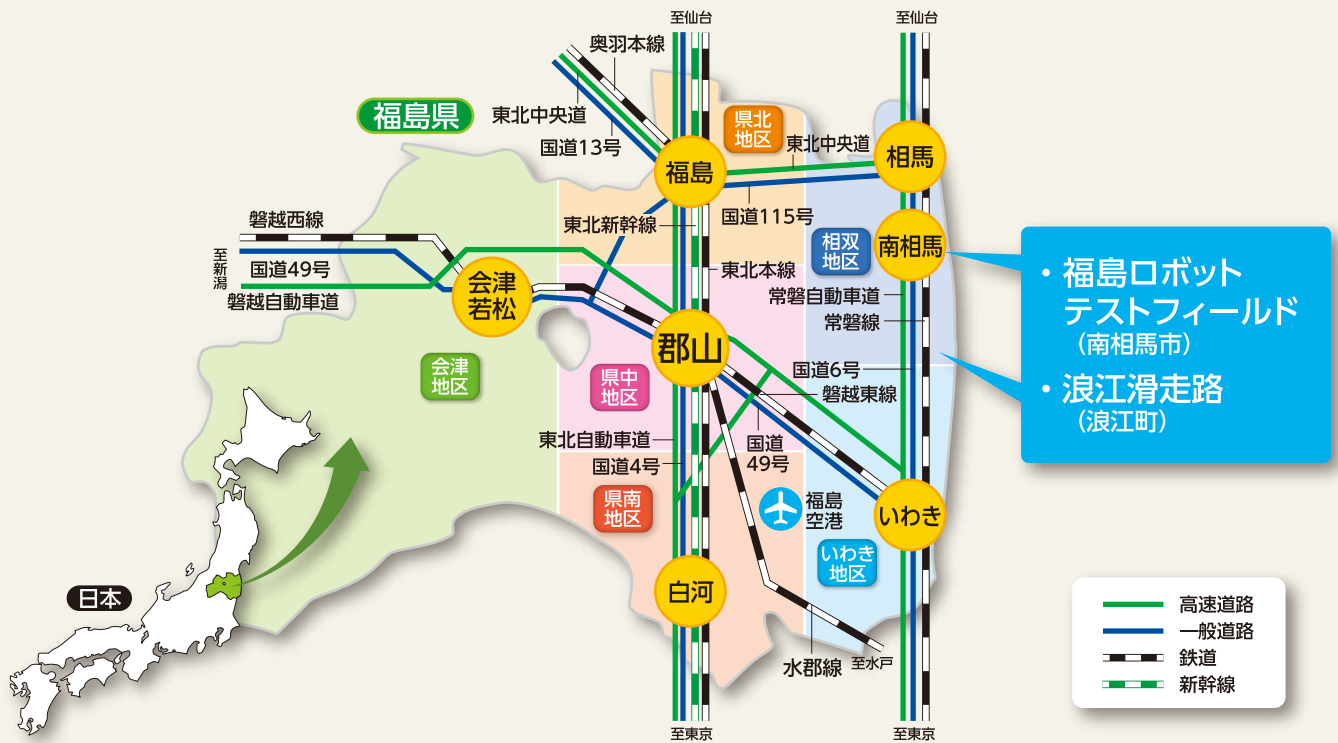 至仙台
至仙台
奥羽本線
福島県
東北中央道
国道13号
県北
地区
東北中央道
相馬
福島
国道115号
磐越西線
東北新幹線
相双
地区
南相馬
至新潟
国道49号
磐越自動車道
会津
若松
東北本線
常磐自動車道
常磐線
・福島ロボット
テストフィールド
（南相馬市）
・浪江滑走路
（浪江町）
郡山
会津
地区
県中
地区
国道6号
磐越東線
東北自動車道
国道4号
国道
49号
県南
地区
福島
空港
いわき
いわき
地区
白河
日本
水郡線
至水戸
高速道路
一般道路
鉄道
新幹線
至東京
至東京